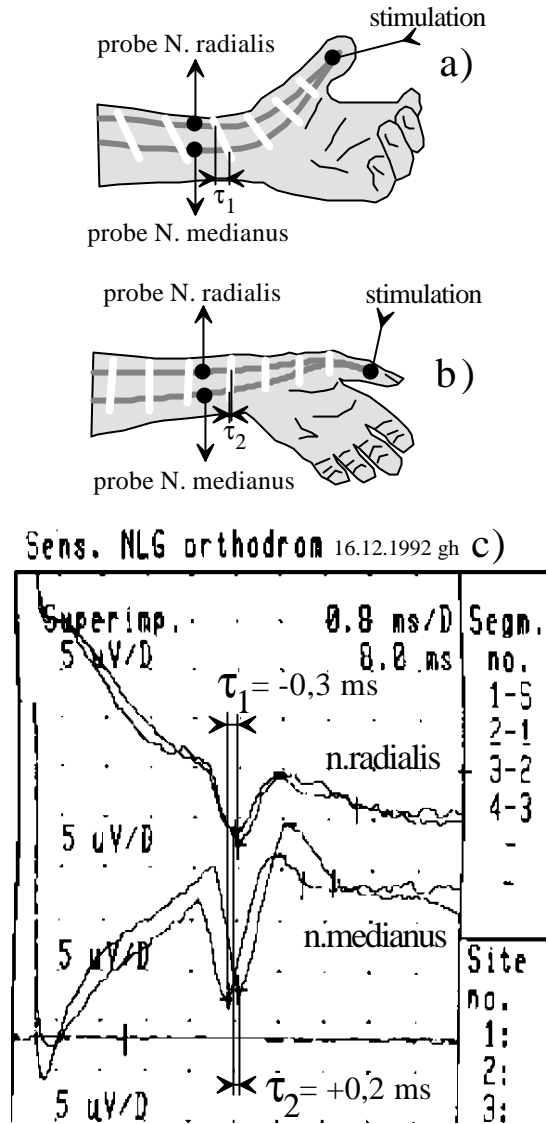 stimulation
probe N. radialis
a)
τ1
probe N. medianus
probe N. radialis
stimulation
b)
τ2
probe N. medianus
Sens. NLG orthodrom 16.12.1992 gh c)
Superimp. 0.8 ms/D
5 uV/D 8.0 ms
τ1 = -0,3 ms
n.radialis
5 uV/D
n.medianus
5 uV/D
τ2 = +0,2 ms
5 uV/D
Segm.
no.
1-5
2-1
3-2
4-3
-
-
Site
no.
1:
2:
3: